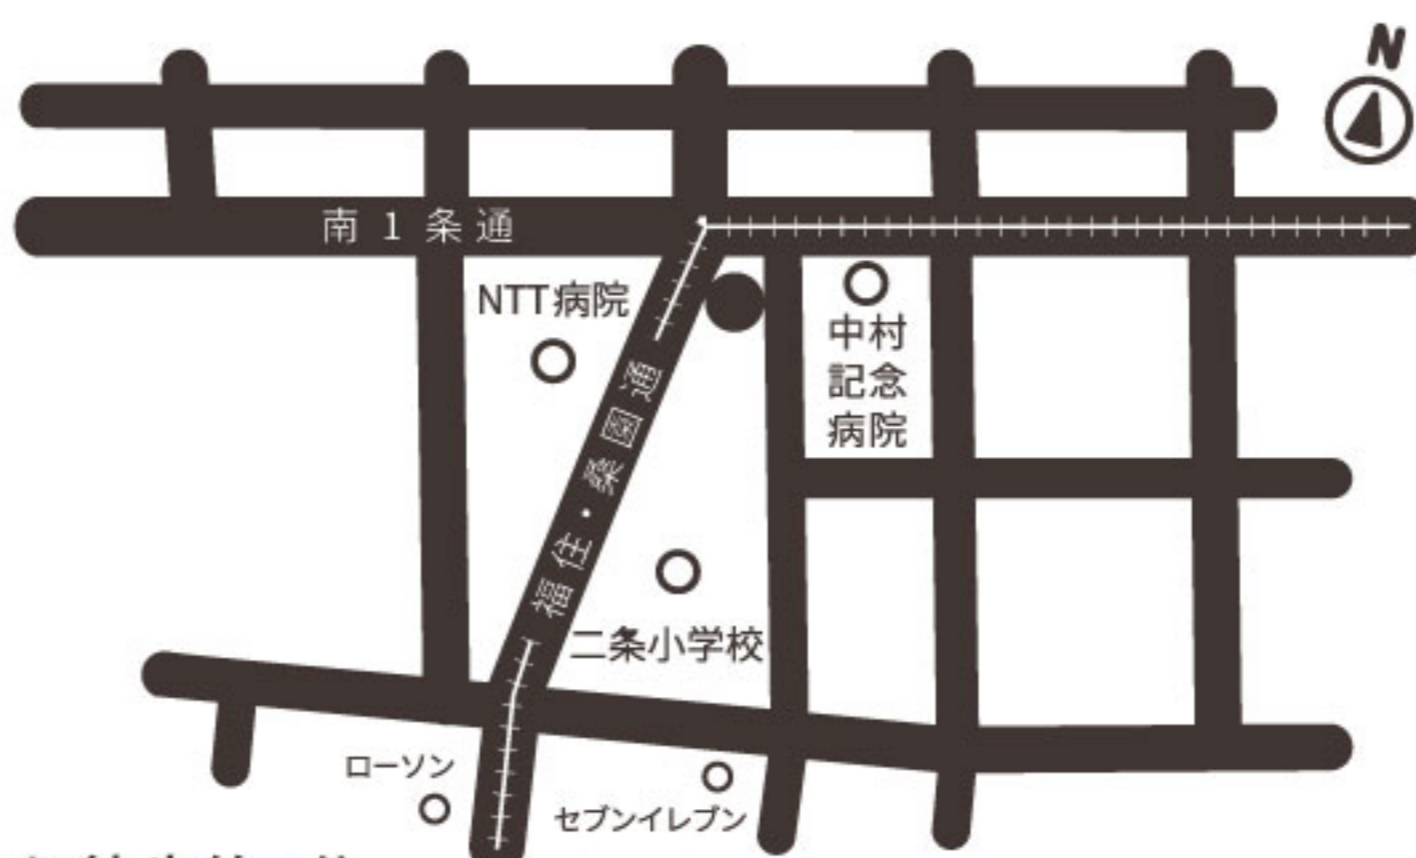 N
南1条通
NTT病院
中村
記念
病院
福住・桑園通
二条小学校
ローソン
セブンイレブン